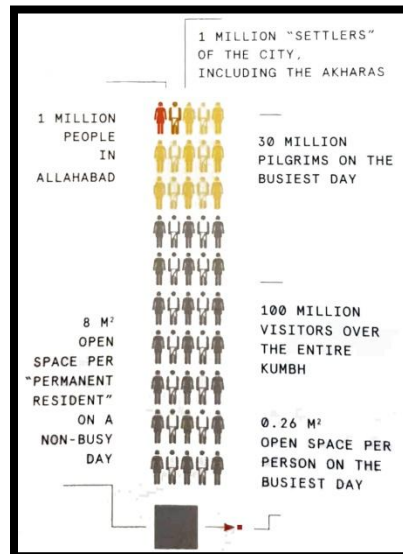 1 MILLION “SETTLERS”
OF THE CITY,
INCLUDING THE AKHARAS
1 MILLION
PEOPLE
IN
ALLAHABAD
30 MILLION
PILGRIMS ON THE
BUSIEST DAY
100 MILLION
VISITORS OVER
THE ENTIRE
KUMBH
8 M²
OPEN
SPACE PER
“PERMANENT
RESIDENT”
ON A
NON-BUSY
DAY
0.26 M²
OPEN SPACE PER
PERSON ON THE
BUSIEST DAY